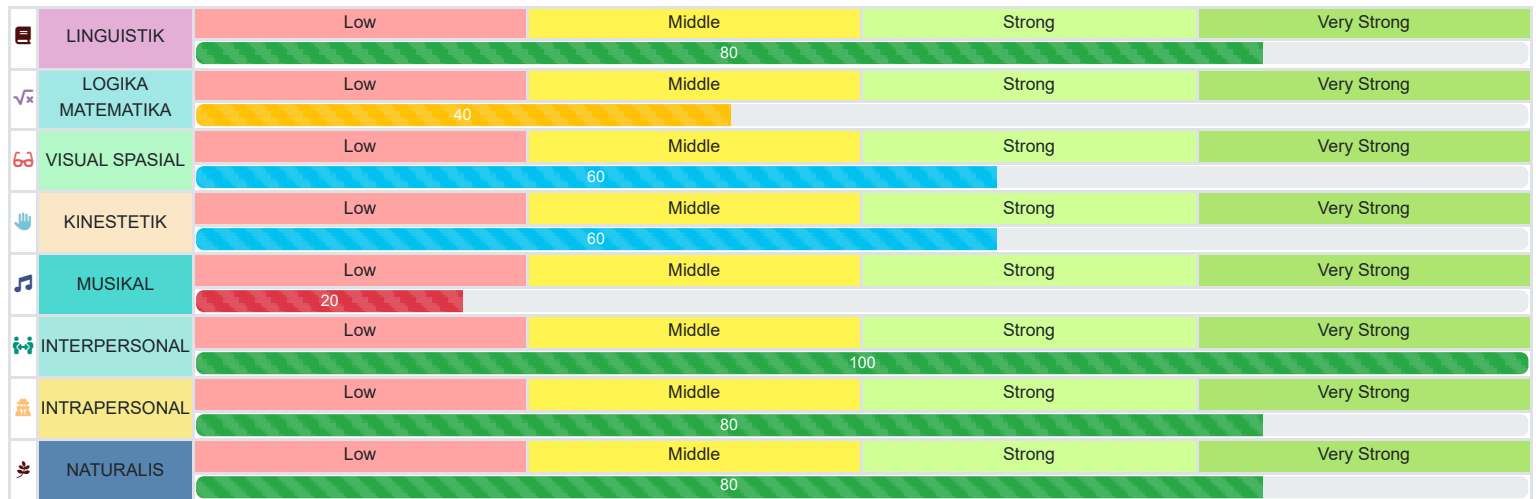 LINGUISTIK
Low Middle Strong Very Strong
80
LOGIKA
MATEMATIKA
Low Middle Strong Very Strong
40
VISUAL SPASIAL
Low Middle Strong Very Strong
60
KINESTETIK
Low Middle Strong Very Strong
60
MUSIKAL
Low Middle Strong Very Strong
20
INTERPERSONAL
Low Middle Strong Very Strong
100
INTRAPERSONAL
Low Middle Strong Very Strong
80
NATURALIS
Low Middle Strong Very Strong
80